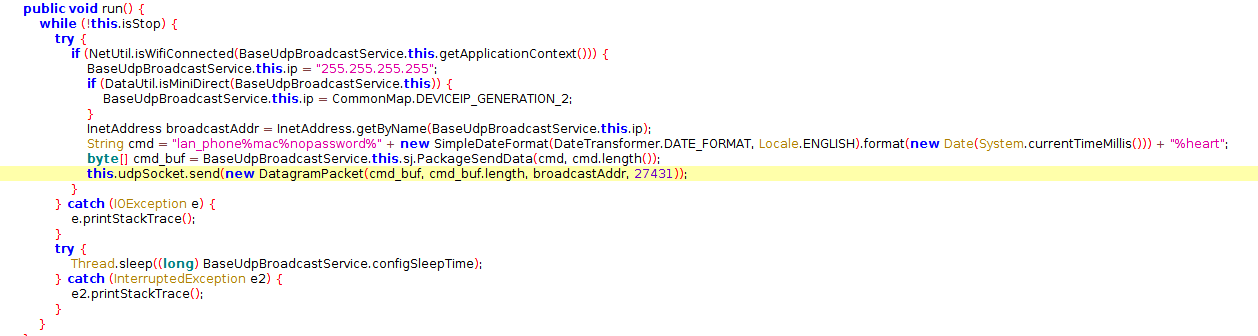 public void run() {
while (!this.isStop) {
try {
if (NetUtil.isWifiConnected(BaseUdpBroadcastService.this.getApplicationContext())) {
BaseUdpBroadcastService.this.ip = "255.255.255.255";
if (DataUtil.isMiniDirect(BaseUdpBroadcastService.this)) {
BaseUdpBroadcastService.this.ip = CommonMap.DEVICEIP_GENERATION_2;
}
InetAddress broadcastAddr = InetAddress.getByName(BaseUdpBroadcastService.this.ip);
String cmd = "lan_phone%mac%nopassword%" + new SimpleDateFormat(DateTransformer.DATE_FORMAT, Locale.ENGLISH).format(new Date(System.currentTimeMillis())) + "%heart";
byte[] cmd_buf = BaseUdpBroadcastService.this.sj.PackageSendData(cmd, cmd.length());
this.udpSocket.send(new DatagramPacket(cmd_buf, cmd_buf.length, broadcastAddr, 27431));
}
} catch (IOException e) {
e.printStackTrace();
}
try {
Thread.sleep((long) BaseUdpBroadcastService.configSleepTime);
} catch (InterruptedException e2) {
e2.printStackTrace();
}
}